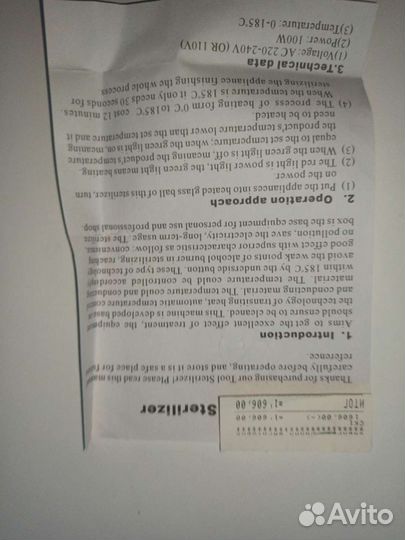 Sterilizer
Thanks for purchasing our Tool Sterilizer! Please read this
carefully before operating, and store it is a safe place for
reference.
1. Introduction
Aims to get the excellent effect of treatment, the equipment
should ensure to be cleaned. This machine is developed based
the technology of transiting heat, automatic temperature
and conducting material. The temperature could and conducting
material. The temperature could be controlled
within 185℃ by the underside button. These type of
avoid the weak points of alcohol burner in sterilizing,
good effect with superior characteristic as follow: convenience,
no pollution, save the electricity, long-term usage. The
box is the base equipment for personal use and professional shop.
2. Operation approach
(1) Put the appliances into heated glass ball of this sterilizer, turn
on the power
(2) The red light is power light, the green light means heating.
(3) When the green light is off, meaning the product's temperature
equal to the set temperature; when the green light is on, meaning
the product's temperature lower than the set temperature and it
need to be heated.
(4) The process of heating form 0℃ to185℃ cost 12 minutes.
When the temperature is 185℃ it only needs 30 seconds for
sterilizing the appliance finishing the whole process
3.Technical data
(1)Voltage: AC 220-240V (OR 110V)
(2)Power: 100W
(3)Temperature: 0-185℃
1'606.00
ИТОГ =1'606.00
Avito